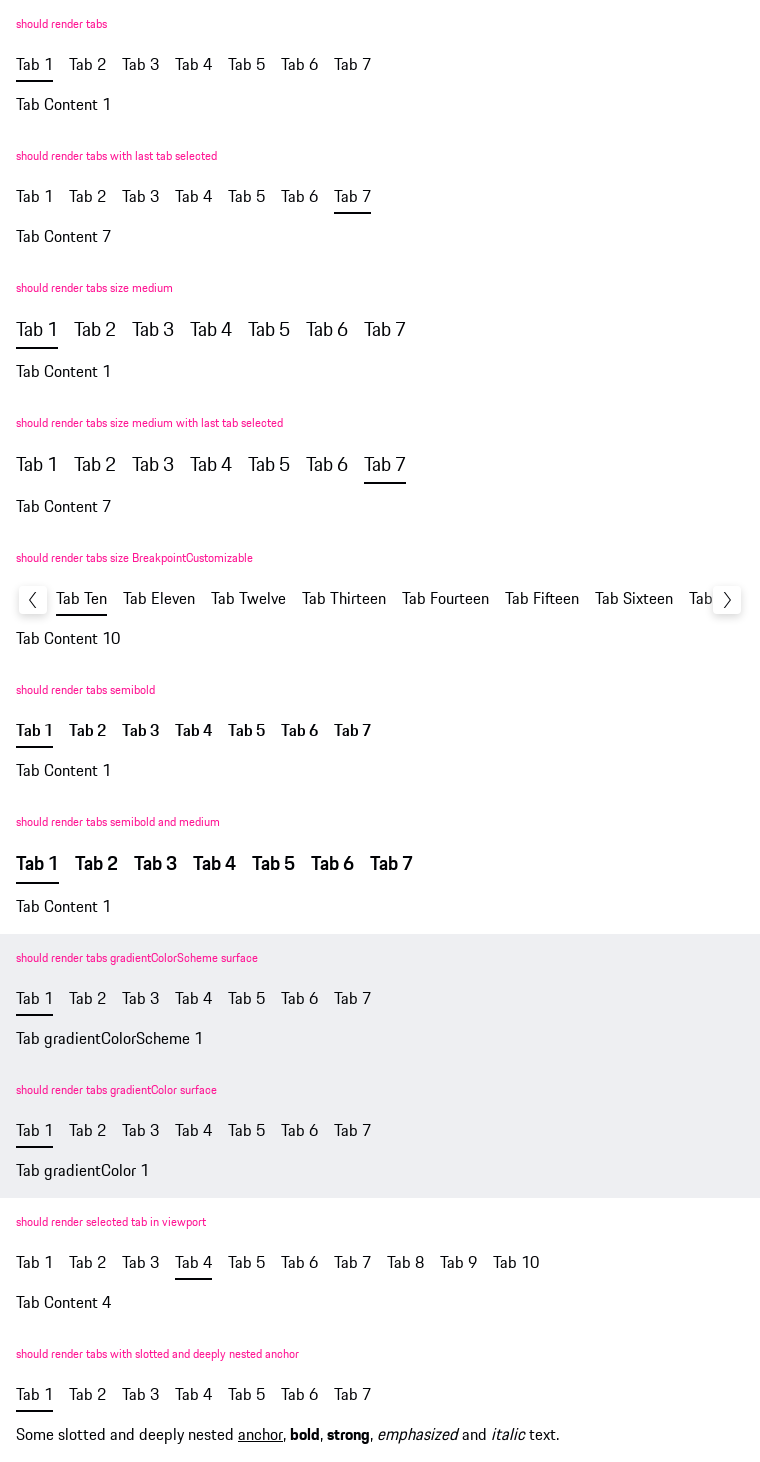 should render tabs
Tab 1 Tab 2 Tab 3 Tab 4 Tab 5 Tab 6 Tab 7
Tab Content 1
should render tabs with last tab selected
Tab 1 Tab 2 Tab 3 Tab 4 Tab 5 Tab 6 Tab 7
Tab Content 7
should render tabs size medium
Tab 1 Tab 2 Tab 3 Tab 4 Tab 5 Tab 6 Tab 7
Tab Content 1
should render tabs size medium with last tab selected
Tab 1 Tab 2 Tab 3 Tab 4 Tab 5 Tab 6 Tab 7
Tab Content 7
should render tabs size BreakpointCustomizable
Tab Ten Tab Eleven Tab Twelve Tab Thirteen Tab Fourteen Tab Fifteen Tab Sixteen Tab
Tab Content 10
should render tabs semibold
Tab 1 Tab 2 Tab 3 Tab 4 Tab 5 Tab 6 Tab 7
Tab Content 1
should render tabs semibold and medium
Tab 1 Tab 2 Tab 3 Tab 4 Tab 5 Tab 6 Tab 7
Tab Content 1
should render tabs gradientColorScheme surface
Tab 1 Tab 2 Tab 3 Tab 4 Tab 5 Tab 6 Tab 7
Tab gradientColorScheme 1
should render tabs gradientColor surface
Tab 1 Tab 2 Tab 3 Tab 4 Tab 5 Tab 6 Tab 7
Tab gradientColor 1
should render selected tab in viewport
Tab 1 Tab 2 Tab 3 Tab 4 Tab 5 Tab 6 Tab 7 Tab 8 Tab 9 Tab 10
Tab Content 4
should render tabs with slotted and deeply nested anchor
Tab 1 Tab 2 Tab 3 Tab 4 Tab 5 Tab 6 Tab 7
Some slotted and deeply nested anchor, bold, strong, emphasized and italic text.